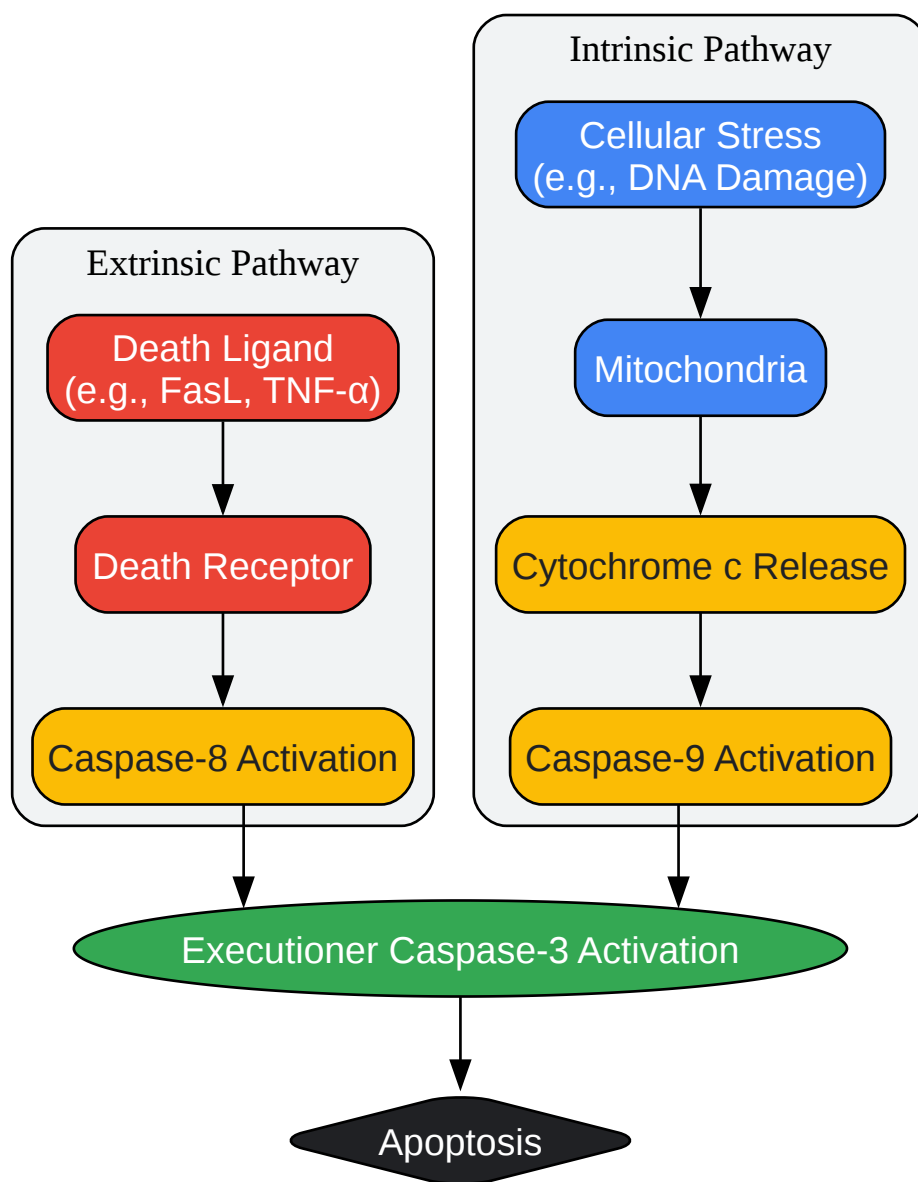 Extrinsic Pathway
Death Ligand
(e.g., FasL, TNF-α)
Death Receptor
Caspase-8 Activation
Intrinsic Pathway
Cellular Stress
(e.g., DNA Damage)
Mitochondria
Cytochrome c Release
Caspase-9 Activation
Executioner Caspase-3 Activation
Apoptosis